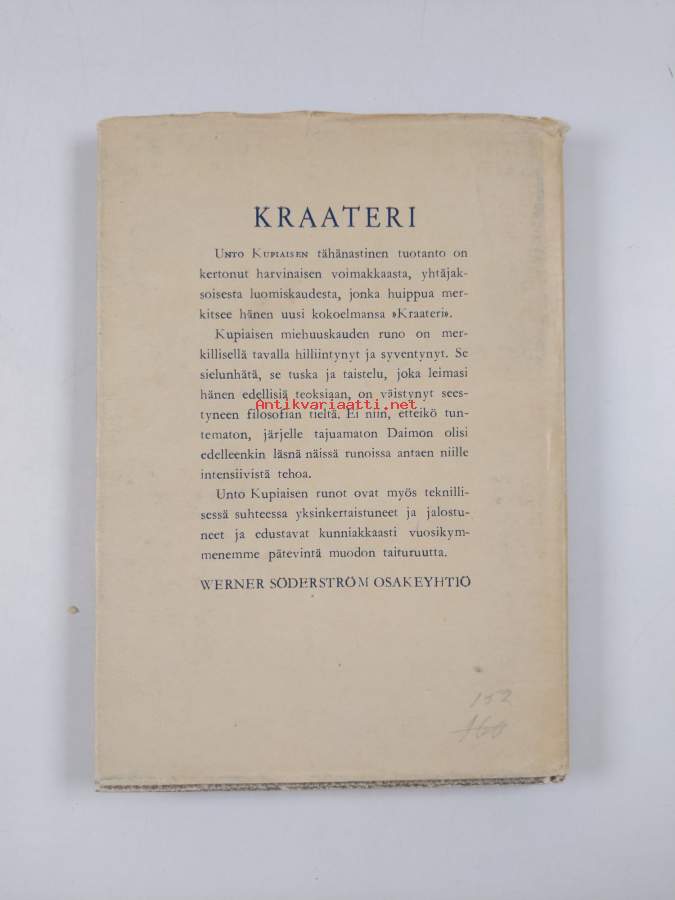 KRAATERI
UNTO KUPIAISEN tähänastinen tuotanto on
kertonut harvinaisen voimakkaasta, yhtäjak-
soisesta luomiskaudesta, jonka huippua mer-
kitsee hänen uusi kokoelmansa »Kraateri».
Kupiaisen miehuuskauden runo on mer-
killisellä tavalla hilliintynyt ja syventynyt. Se
sielunhätä, se tuska ja taistelu, joka leimasi
hänen edellisiä teoksiaan, on väistynyt sees-
Antikvariaatti.net
tyneen filosofian tieltä. Ei niin, etteikö tun-
tematon, järjelle tajuamaton Daimon olisi
edelleenkin läsnä näissä runoissa antaen niille
intensiivistä tehoa.
Unto Kupiaisen runot ovat myös teknilli-
sessä suhteessa yksinkertaistuneet ja jalostu-
neet ja edustavat kunniakkaasti vuosikym-
menemme pätevintä muodon taituruutta.
WERNER SÖDERSTRÖM OSAKEYHTIÖ
152
160